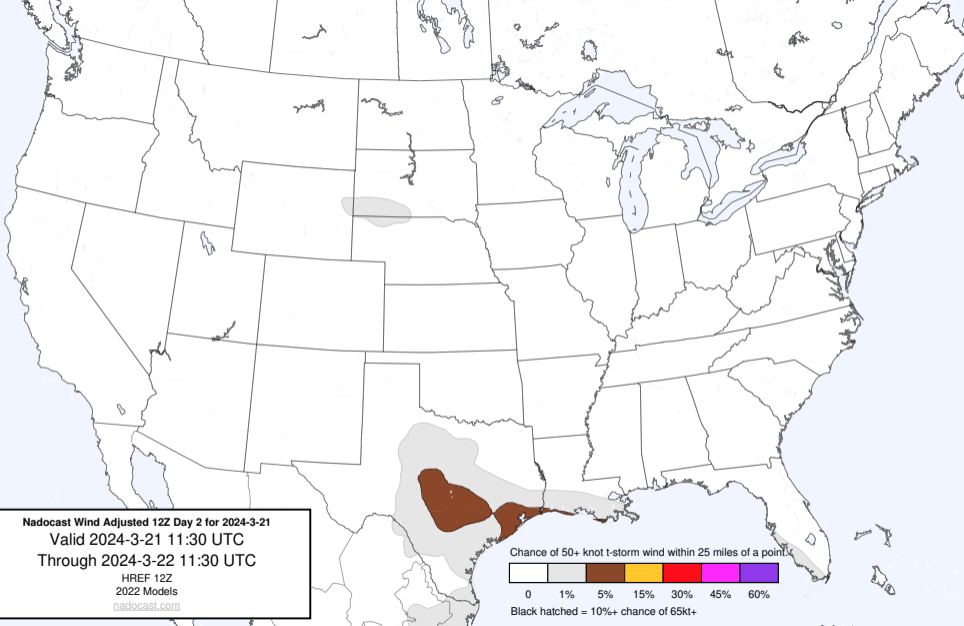 Nadocast Wind Adjusted 12Z Day 2 for 2024-3-21
Valid 2024-3-21 11:30 UTC
Through 2024-3-22 11:30 UTC
HREF 12Z
2022 Models
nadocast.com
Chance of 50+ knot t-storm wind within 25 miles of a point.
0 1% 5% 15% 30% 45% 60%
Black hatched = 10%+ chance of 65kt+